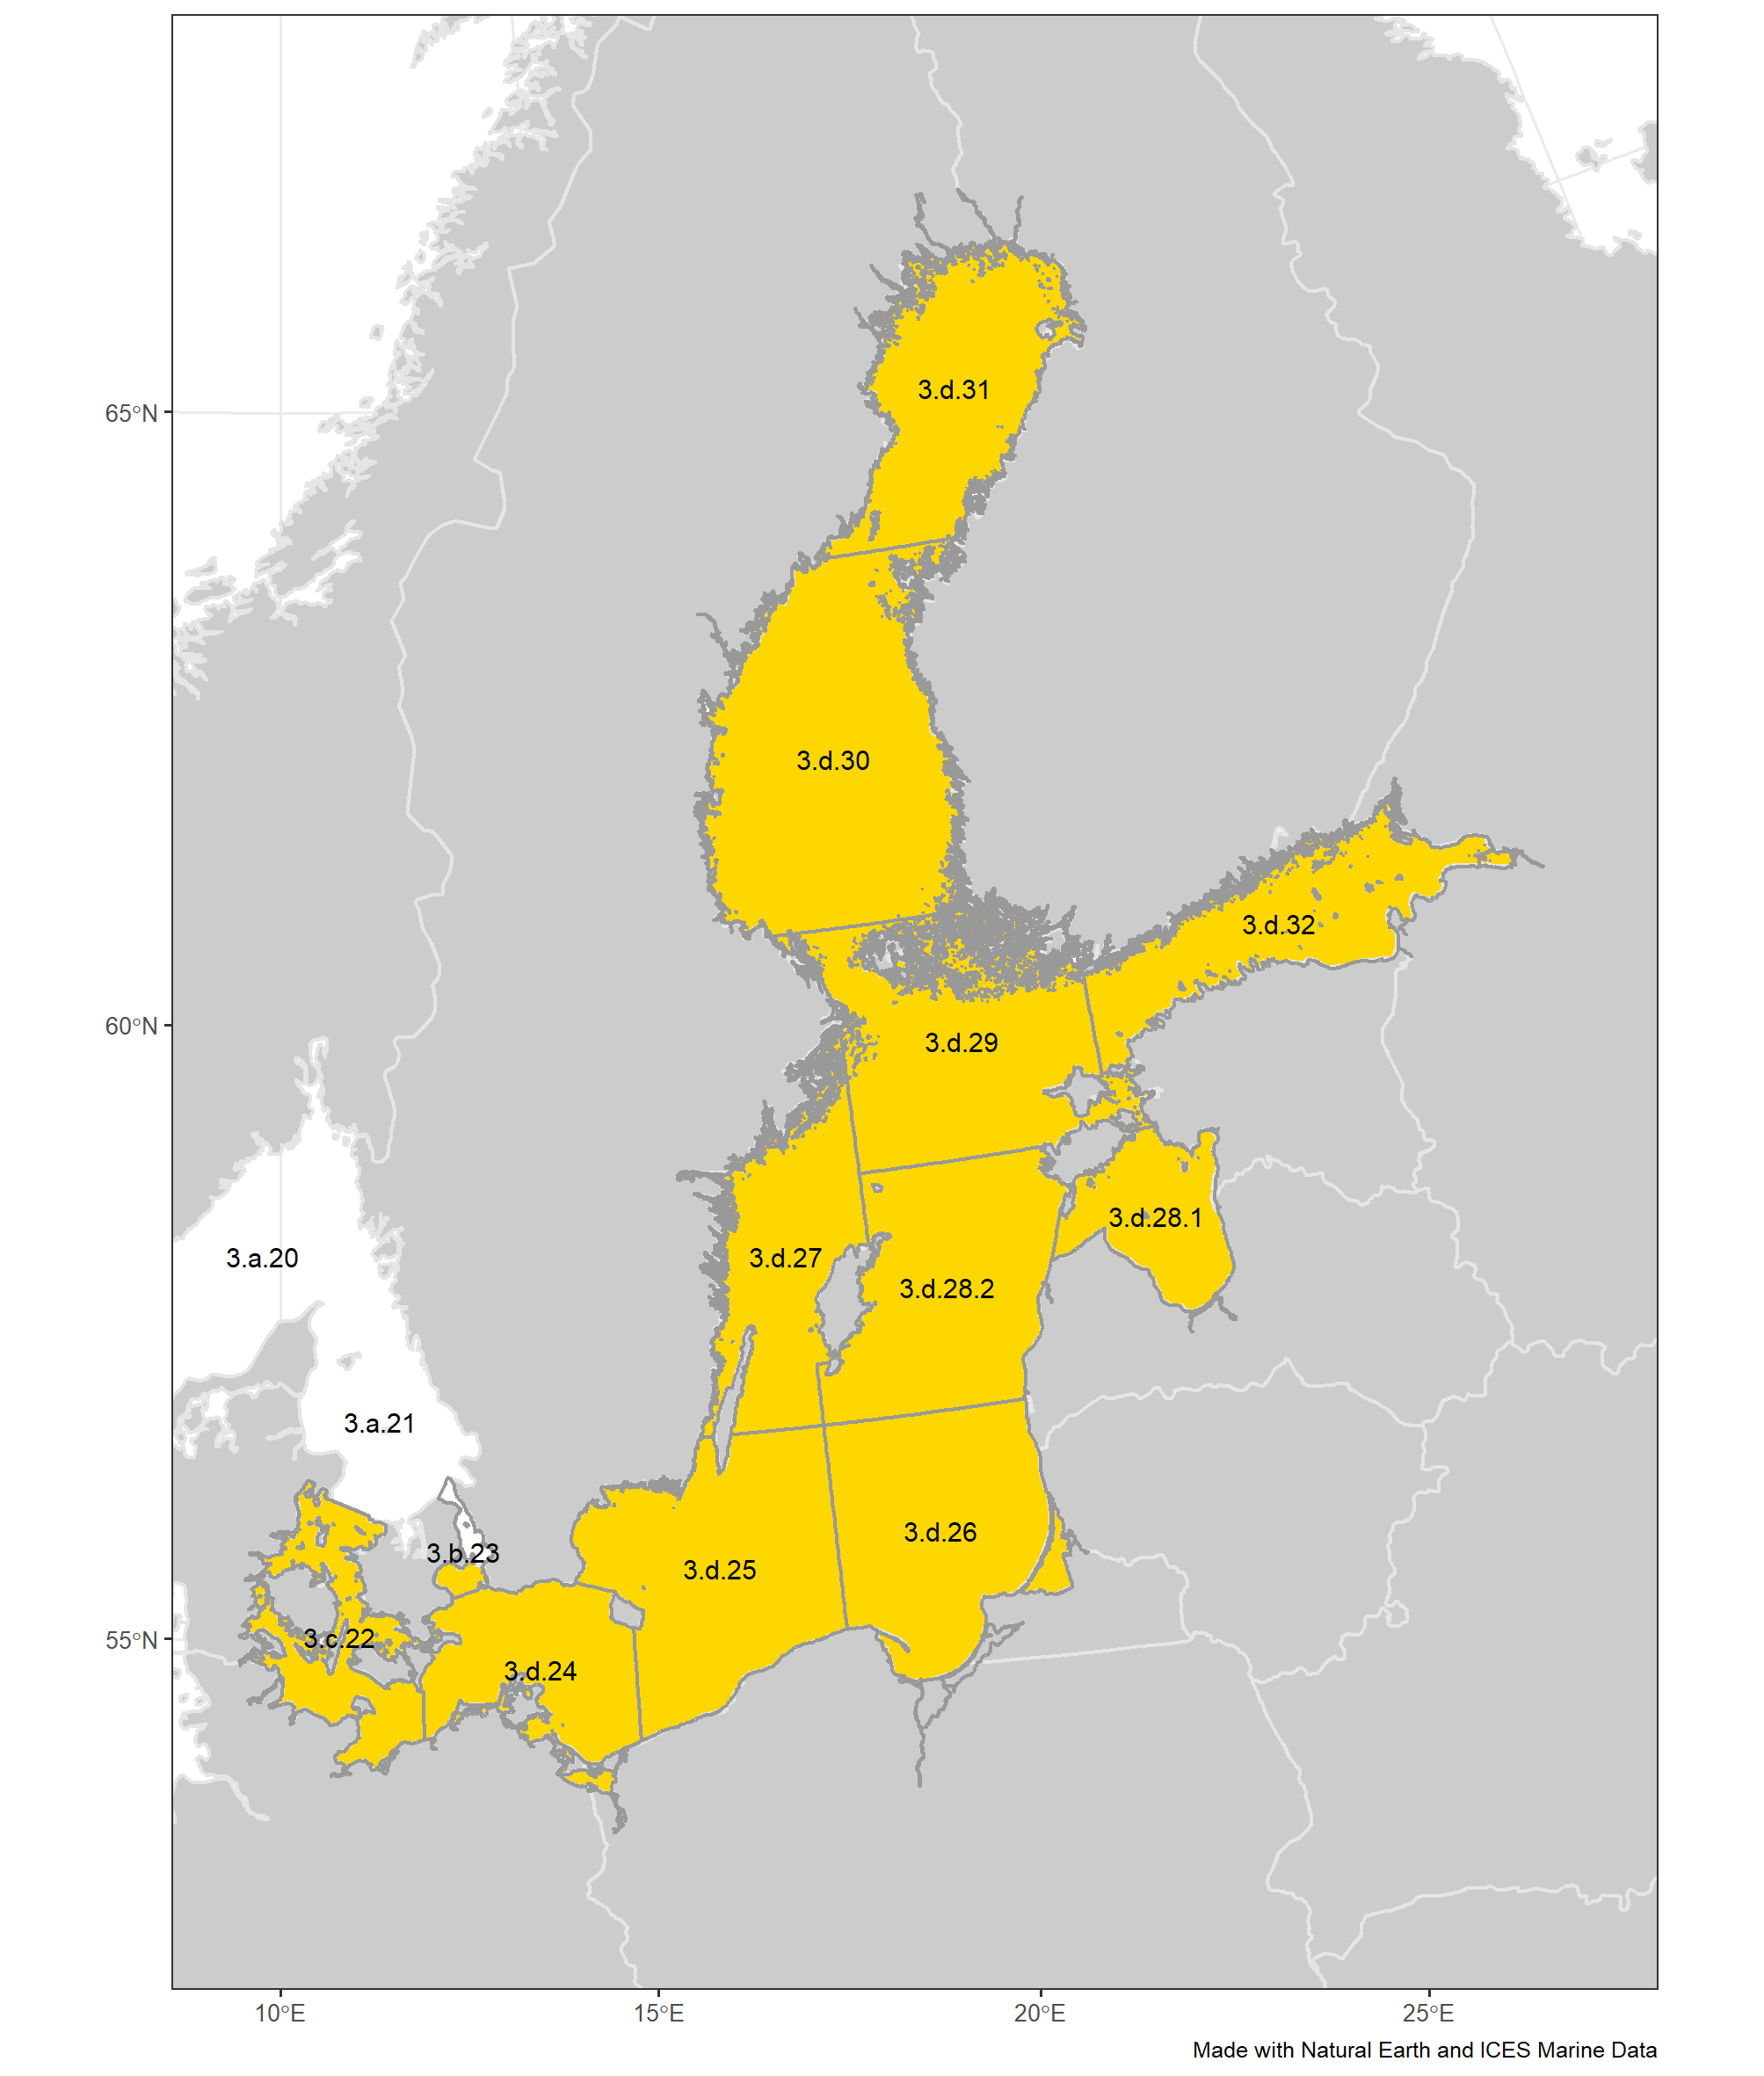 3.d.31
65°N
3.d.30
3.d.32
60°N
3.d.29
3.d.28.1
3.a.20
3.d.27
3.d.28.2
3.a.21
3.d.26
3.b.23
3.d.25
3.c.22
55°N
3.d.24
10°E
15°E
20°E
25°E
Made with Natural Earth and ICES Marine Data